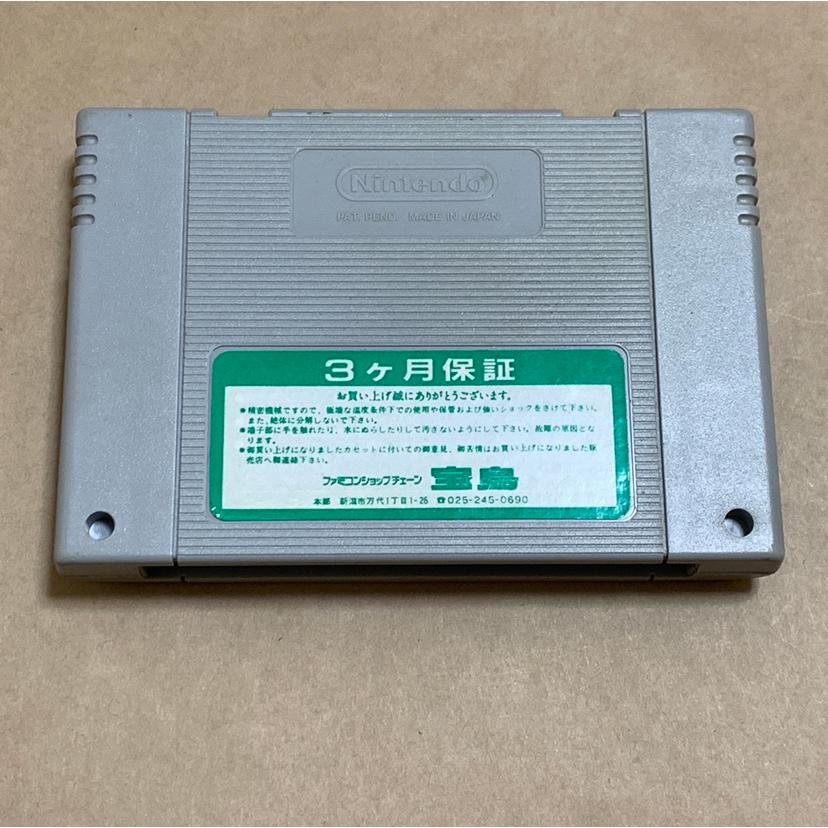 Nintendo
PAT. PEND. MADE IN JAPAN
3ヶ月保証
お買い上げ誠にありがとうございます。
●精密機械ですので、極端な温度条件下での使用や保管および強いショックをさけて下さい。
また、絶体に分解しないで下さい。
●端子部に手を触れたり、水にぬらしたりして汚さないようにして下さい。故障の原因とな
ります。
●御買い上げになりましたカセットに付いての御意見、御苦情はお買い上げになりました販
売店へ御連絡下さい。
ファミコンショップチェーン 宝島
本部 新潟市万代1丁目1-26 ☎025-245-0690